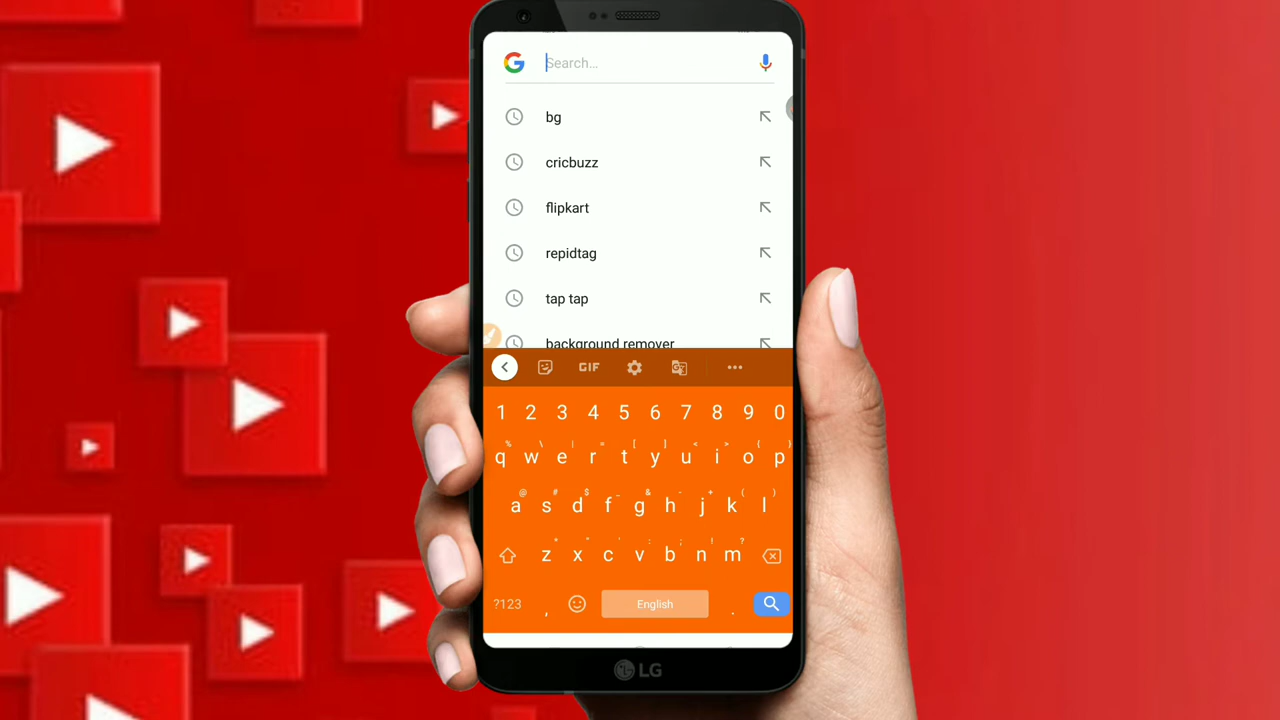 Search...
bg
cricbuzz
flipkart
repidtag
tap tap
background remover
GIF
1 2 3 4 5 6 7 8 9 0
% \ | = [ ] < > { }
q w e r t y u i o p
@ # $ _ & - + ( )
a s d f g h j k l
* " ' : ; ! ?
z x c v b n m
?123 , English .
LG